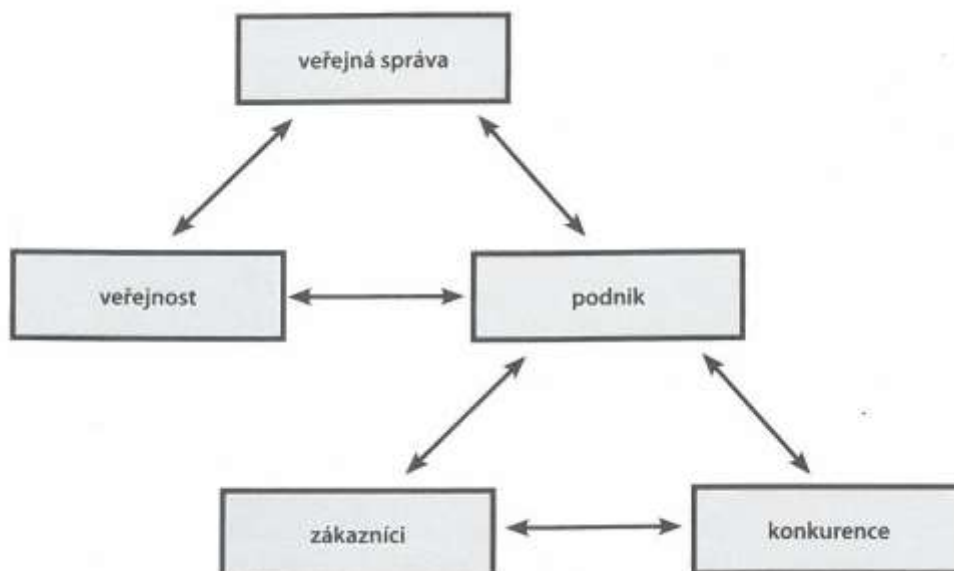 veřejná správa
veřejnost
podnik
zákazníci
konkurence